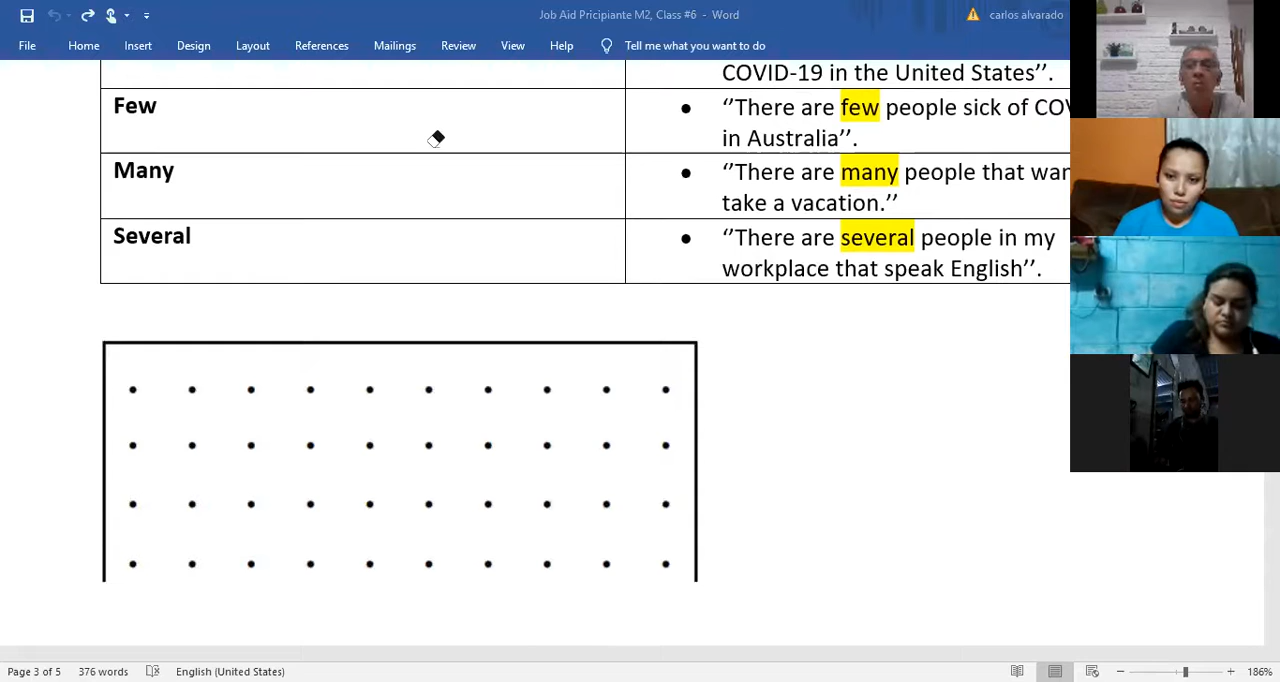 Job Aid Pricipiante M2, Class #6 - Word
carlos alvarado
File Home Insert Design Layout References Mailings Review View Help Tell me what you want to do
COVID-19 in the United States’’.
Few
● ‘’There are few people sick of
in Australia’’.
Many
● ‘’There are many people that
take a vacation.’’
Several
● ‘’There are several people in my
workplace that speak English’’.
Page 3 of 5 376 words English (United States) 186%